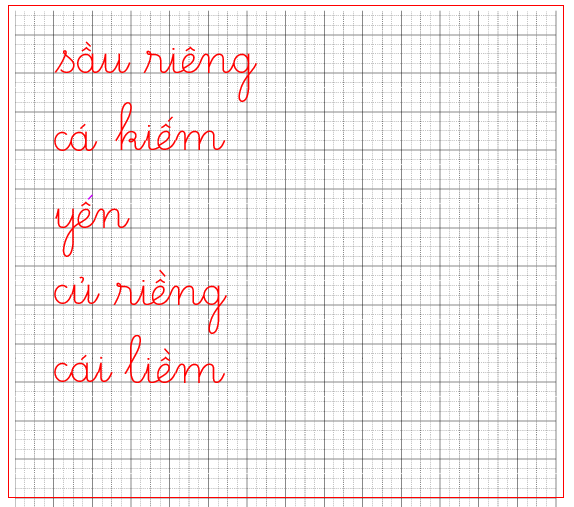 sầu riêng
cá kiếm
yến
củ riềng
cái liềm